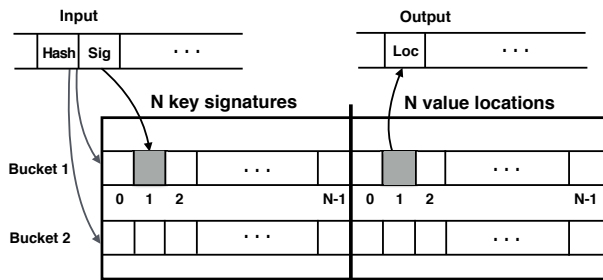 Input Output
Hash Sig ··· Loc ···
N key signatures N value locations
Bucket 1 ··· ···
0 1 2 N-1 0 1 2 N-1
Bucket 2 ··· ···